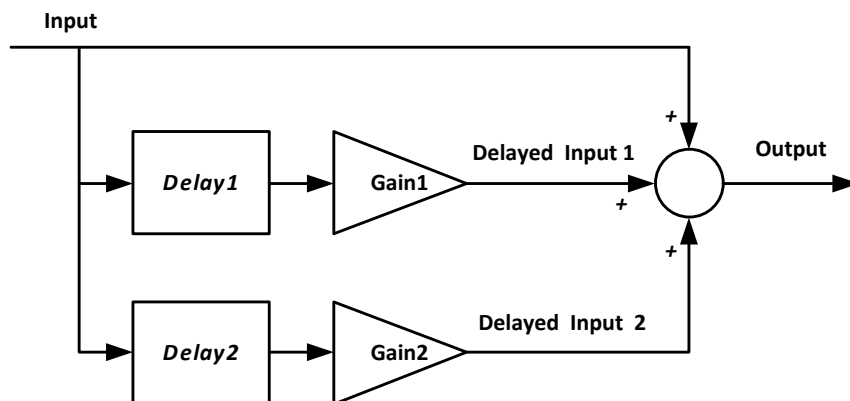 Input
+
Delayed Input 1
Output
Delay1
Gain1
+
+
Delayed Input 2
Delay2
Gain2